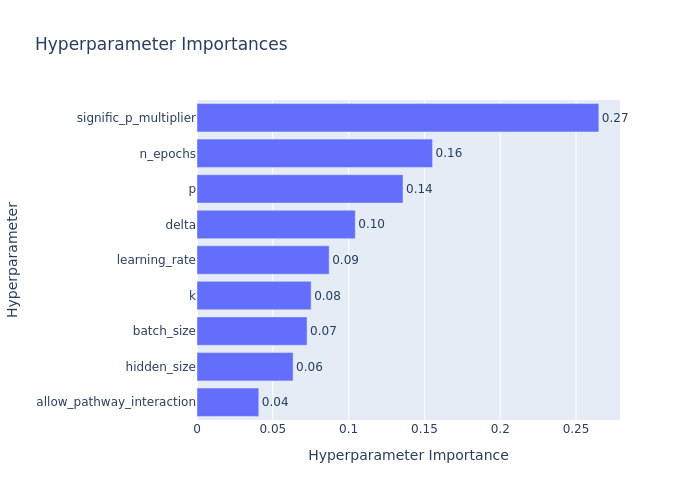 Hyperparameter Importances
signific_p_multiplier 0.27
n_epochs 0.16
p 0.14
delta 0.10
learning_rate 0.09
k 0.08
batch_size 0.07
hidden_size 0.06
allow_pathway_interaction 0.04
0 0.05 0.1 0.15 0.2 0.25
Hyperparameter Importance
Hyperparameter